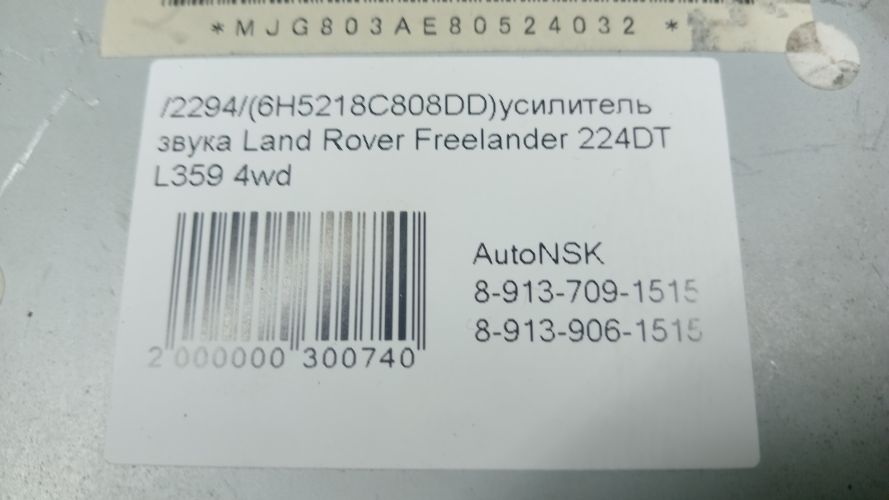 *MJG803AE80524032*
/2294/(6H5218C808DD)усилитель
звука Land Rover Freelander 224DT
L359 4wd
AutoNSK
8-913-709-1515
8-913-906-1515
2 000000 300740